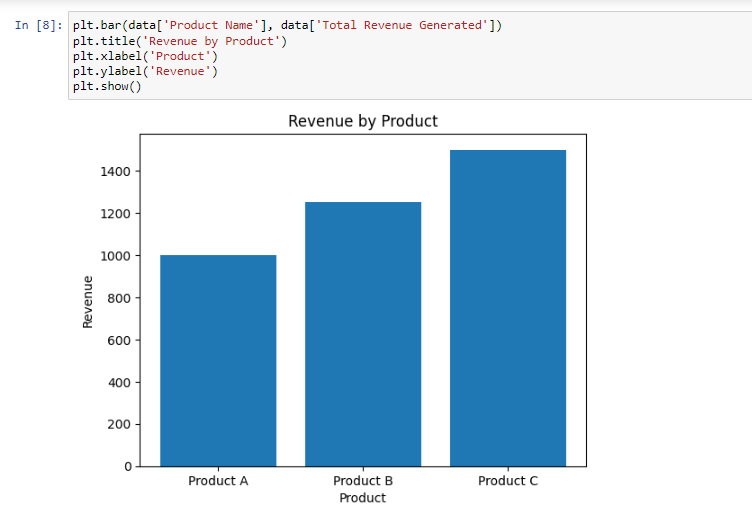 In [8]: plt.bar(data['Product Name'], data['Total Revenue Generated'])
plt.title('Revenue by Product')
plt.xlabel('Product')
plt.ylabel('Revenue')
plt.show()
Revenue by Product
1400
1200
1000
800
600
400
200
0
Revenue
Product A Product B Product C
Product